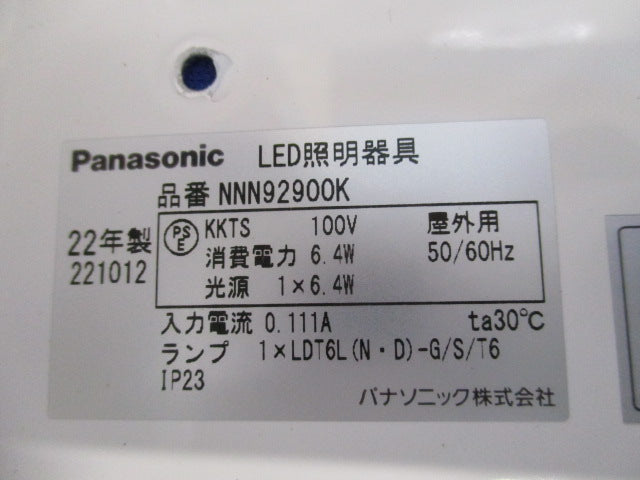 Panasonic LED照明器具
品番 NNN92900K
22年製
221012
PSE KKTS 100V 屋外用
消費電力 6.4W 50/60Hz
光源 1×6.4W
入力電流 0.111A ta30℃
ランプ 1×LDT6L(N・D)-G/S/T6
IP23
パナソニック株式会社